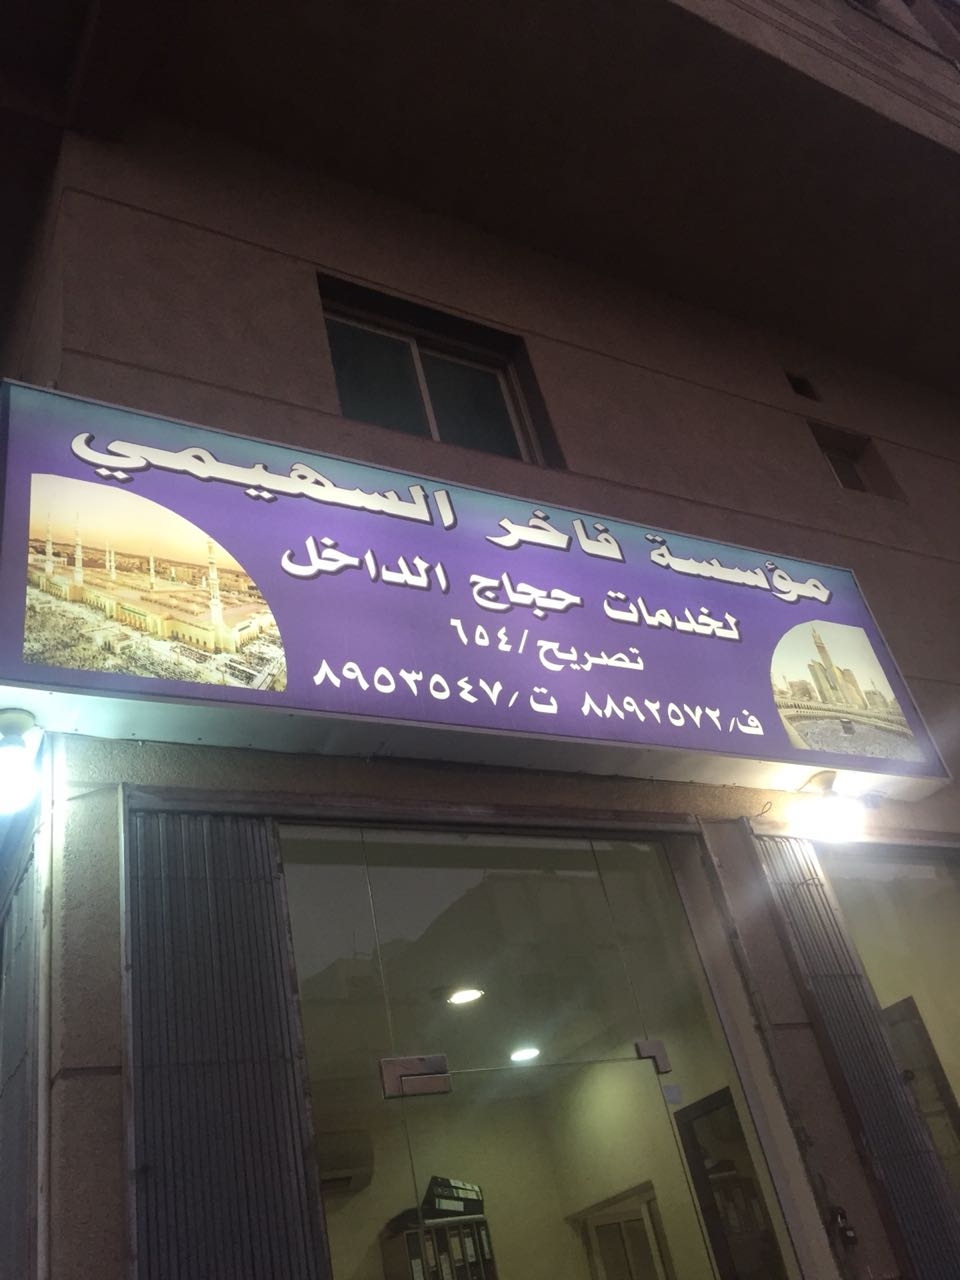 مؤسسة فاخر السهيمي
لخدمات حجاج الداخل
تصريح /٦٥٤
ف/٨٨٩٢٥٧٢ ت/٨٩٥٣٥٤٧